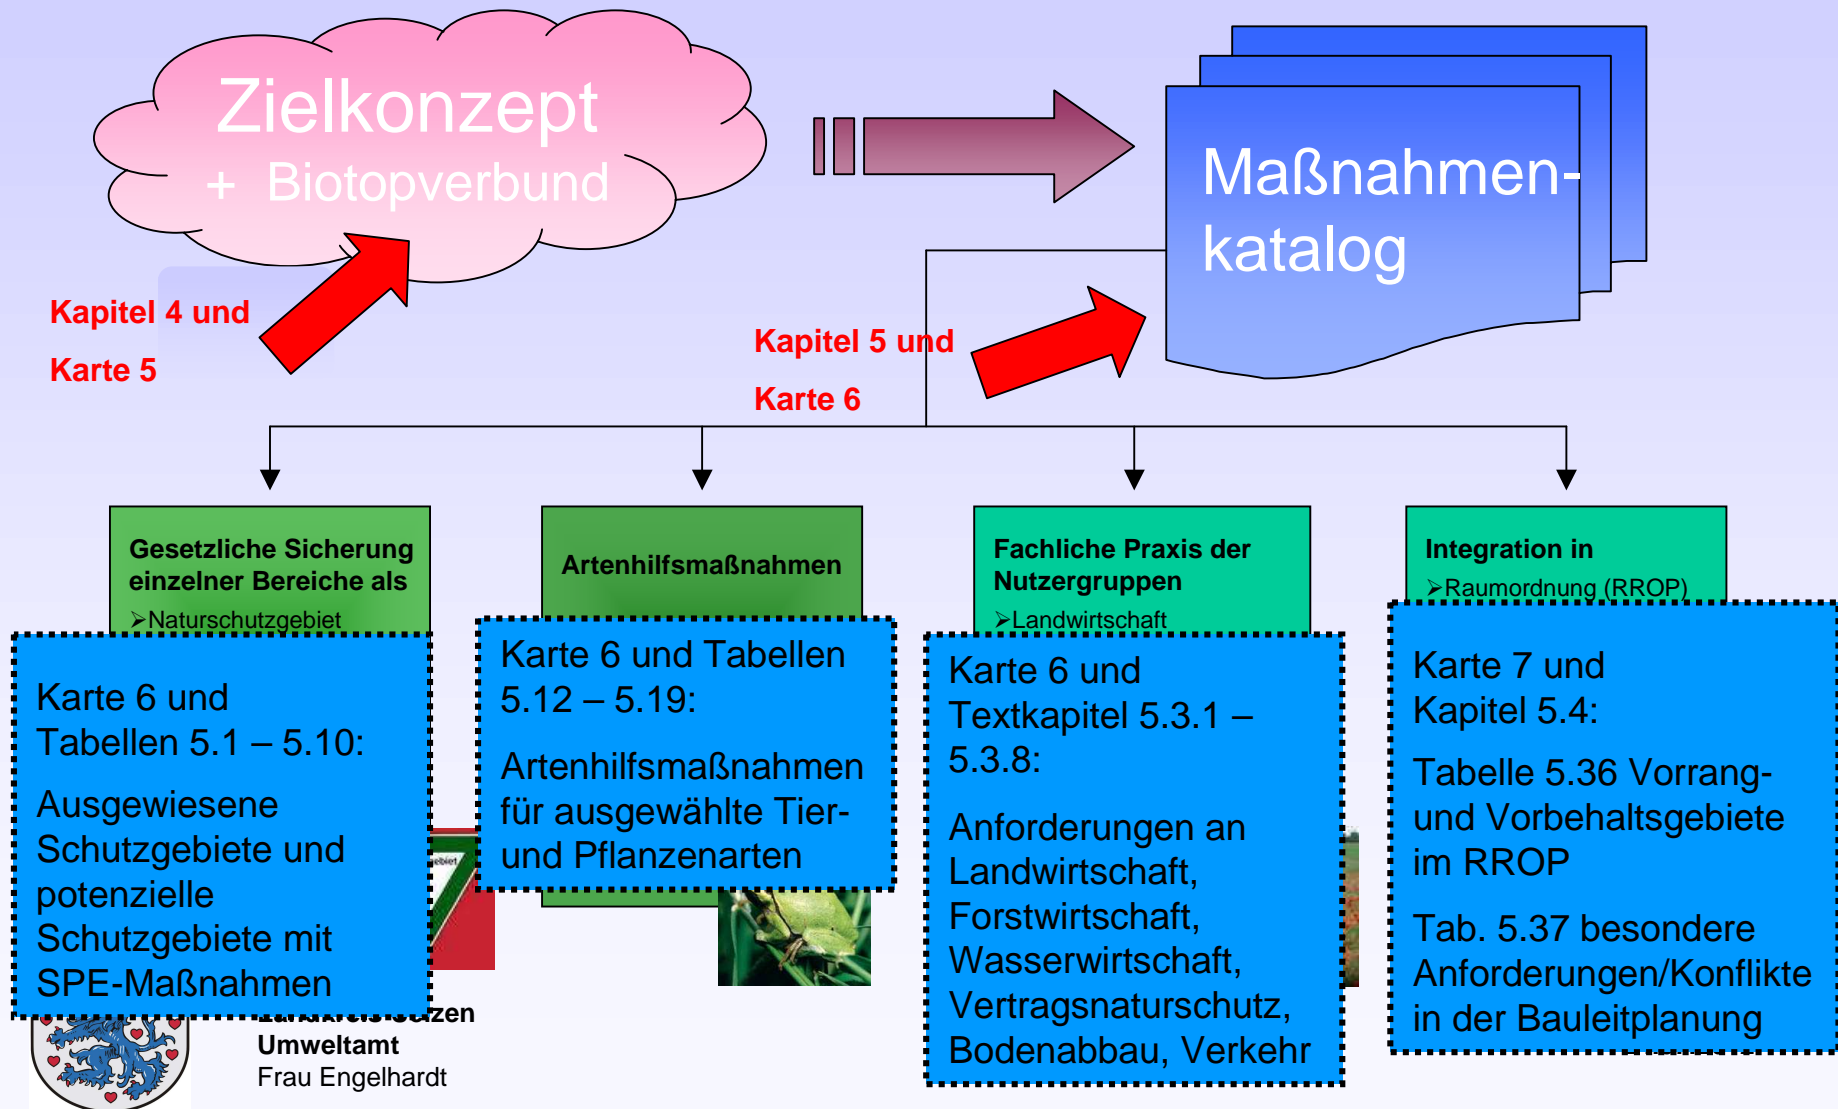 Zielkonzept
+ Biotopverbund
Maßnahmen-
katalog
Kapitel 4 und
Karte 5
Kapitel 5 und
Karte 6
Gesetzliche Sicherung
einzelner Bereiche als
➢Naturschutzgebiet
Karte 6 und
Tabellen 5.1 – 5.10:
Ausgewiesene
Schutzgebiete und
potenzielle
Schutzgebiete mit
SPE-Maßnahmen
Artenhilfsmaßnahmen
Karte 6 und Tabellen
5.12 – 5.19:
Artenhilfsmaßnahmen
für ausgewählte Tier-
und Pflanzenarten
Fachliche Praxis der
Nutzergruppen
➢Landwirtschaft
Karte 6 und
Textkapitel 5.3.1 –
5.3.8:
Anforderungen an
Landwirtschaft,
Forstwirtschaft,
Wasserwirtschaft,
Vertragsnaturschutz,
Bodenabbau, Verkehr
Integration in
➢Raumordnung (RROP)
Karte 7 und
Kapitel 5.4:
Tabelle 5.36 Vorrang-
und Vorbehaltsgebiete
im RROP
Tab. 5.37 besondere
Anforderungen/Konflikte
in der Bauleitplanung
Landkreis Uelzen
Umweltamt
Frau Engelhardt